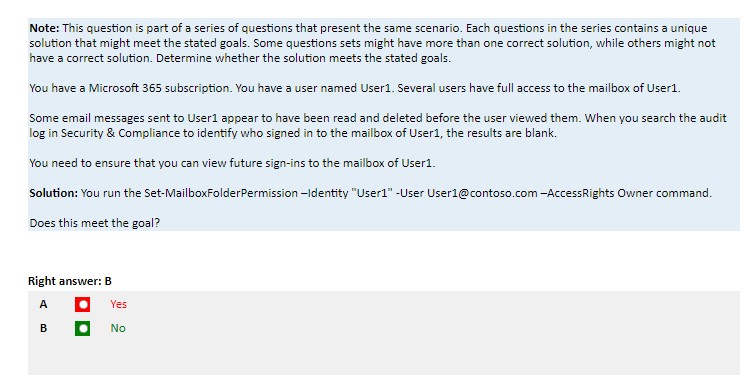 Note: This question is part of a series of questions that present the same scenario. Each questions in the series contains a unique
solution that might meet the stated goals. Some questions sets might have more than one correct solution, while others might not
have a correct solution. Determine whether the solution meets the stated goals.
You have a Microsoft 365 subscription. You have a user named User1. Several users have full access to the mailbox of User1.
Some email messages sent to User1 appear to have been read and deleted before the user viewed them. When you search the audit
log in Security & Compliance to identify who signed in to the mailbox of User1, the results are blank.
You need to ensure that you can view future sign-ins to the mailbox of User1.
Solution: You run the Set-MailboxFolderPermission –Identity "User1" -User User1@contoso.com –AccessRights Owner command.
Does this meet the goal?
Right answer: B
A Yes
B No